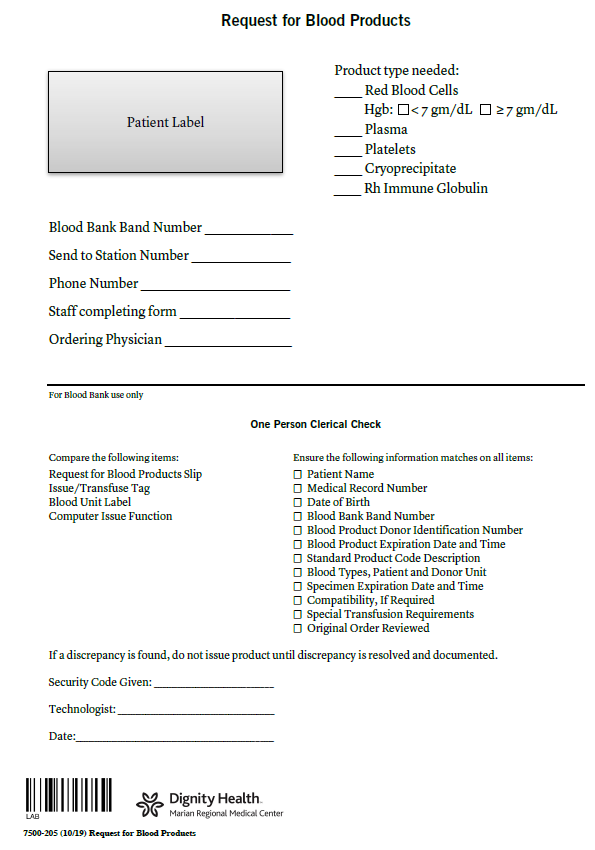 Request for Blood Products
Patient Label
Product type needed:
____ Red Blood Cells
Hgb: ☐ < 7 gm/dL ☐ ≥ 7 gm/dL
____ Plasma
____ Platelets
____ Cryoprecipitate
____ Rh Immune Globulin
Blood Bank Band Number ____________
Send to Station Number ______________
Phone Number _____________________
Staff completing form _______________
Ordering Physician __________________
For Blood Bank use only
One Person Clerical Check
Compare the following items:
Request for Blood Products Slip
Issue/Transfuse Tag
Blood Unit Label
Computer Issue Function
Ensure the following information matches on all items:
☐ Patient Name
☐ Medical Record Number
☐ Date of Birth
☐ Blood Bank Band Number
☐ Blood Product Donor Identification Number
☐ Blood Product Expiration Date and Time
☐ Standard Product Code Description
☐ Blood Types, Patient and Donor Unit
☐ Specimen Expiration Date and Time
☐ Compatibility, If Required
☐ Special Transfusion Requirements
☐ Original Order Reviewed
If a discrepancy is found, do not issue product until discrepancy is resolved and documented.
Security Code Given: ____________________
Technologist: __________________________
Date:_________________________________
LAB
Dignity Health
Marian Regional Medical Center
7500-205 (10/19) Request for Blood Products